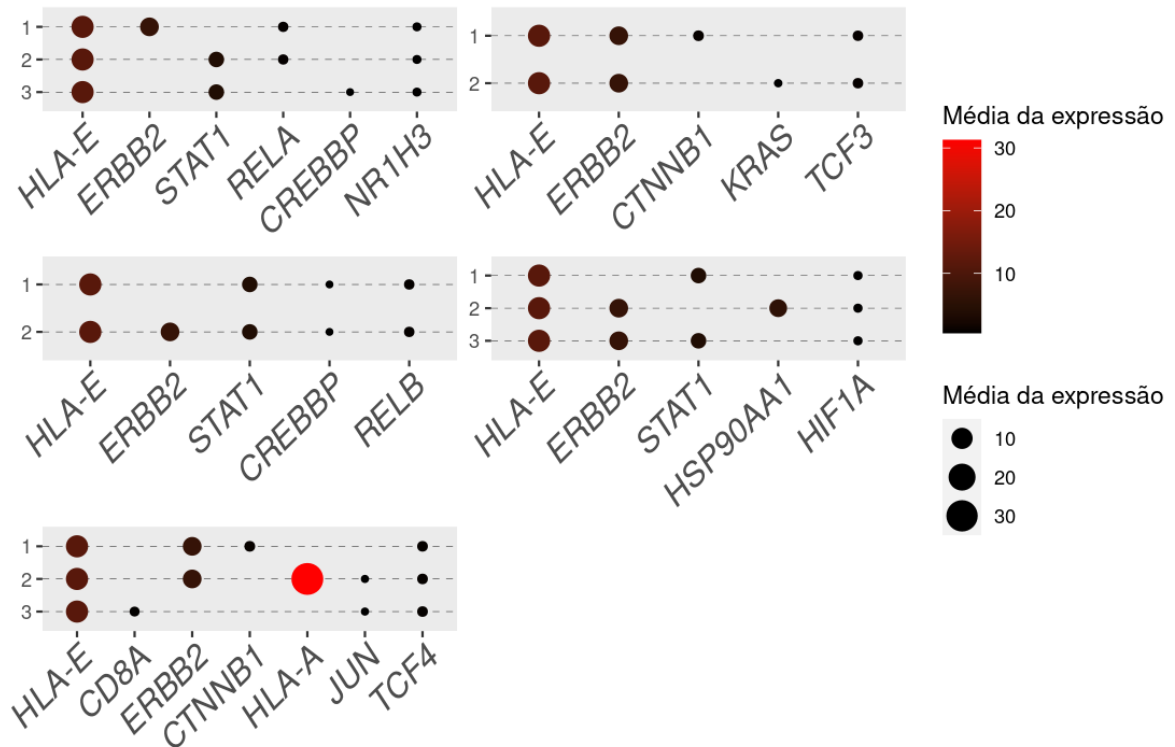 1
2
3
HLA-E ERBB2 STAT1 RELA CREBBP NR1H3
1
2
HLA-E ERBB2 CTNNB1 KRAS TCF3
1
2
HLA-E ERBB2 STAT1 CREBBP RELB
1
2
3
HLA-E ERBB2 STAT1 HSP90AA1 HIF1A
1
2
3
HLA-E CD8A ERBB2 CTNNB1 HLA-A JUN TCF4
Média da expressão
30
20
10
Média da expressão
10
20
30